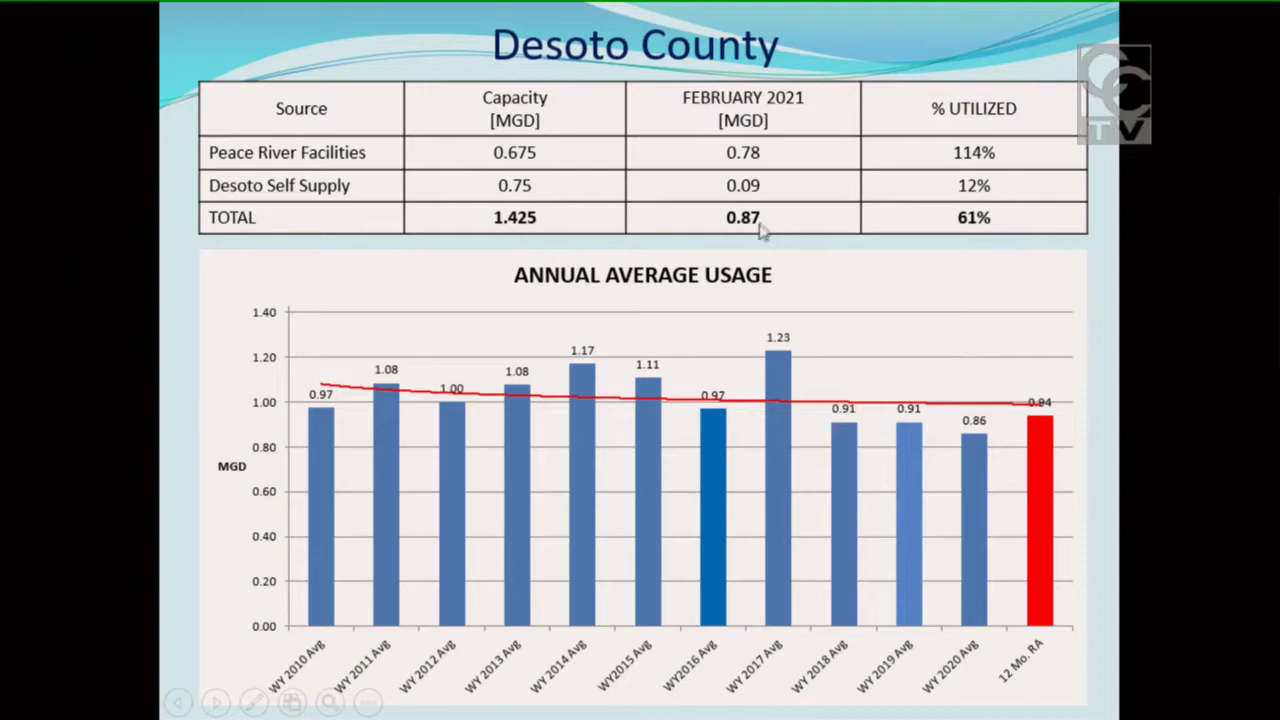 Desoto County
CC
TV
Source Capacity [MGD] FEBRUARY 2021 [MGD] % UTILIZED
Peace River Facilities 0.675 0.78 114%
Desoto Self Supply 0.75 0.09 12%
TOTAL 1.425 0.87 61%
ANNUAL AVERAGE USAGE
1.40
1.20
1.00
0.80
0.60
0.40
0.20
0.00
MGD
0.97 1.08 1.00 1.08 1.17 1.11 0.97 1.23 0.91 0.91 0.86 0.94
WY 2010 Avg WY 2011 Avg WY 2012 Avg WY 2013 Avg WY 2014 Avg WY2015 Avg WY2016 Avg WY 2017 Avg WY 2018 Avg WY 2019 Avg WY 2020 Avg 12 Mo. RA